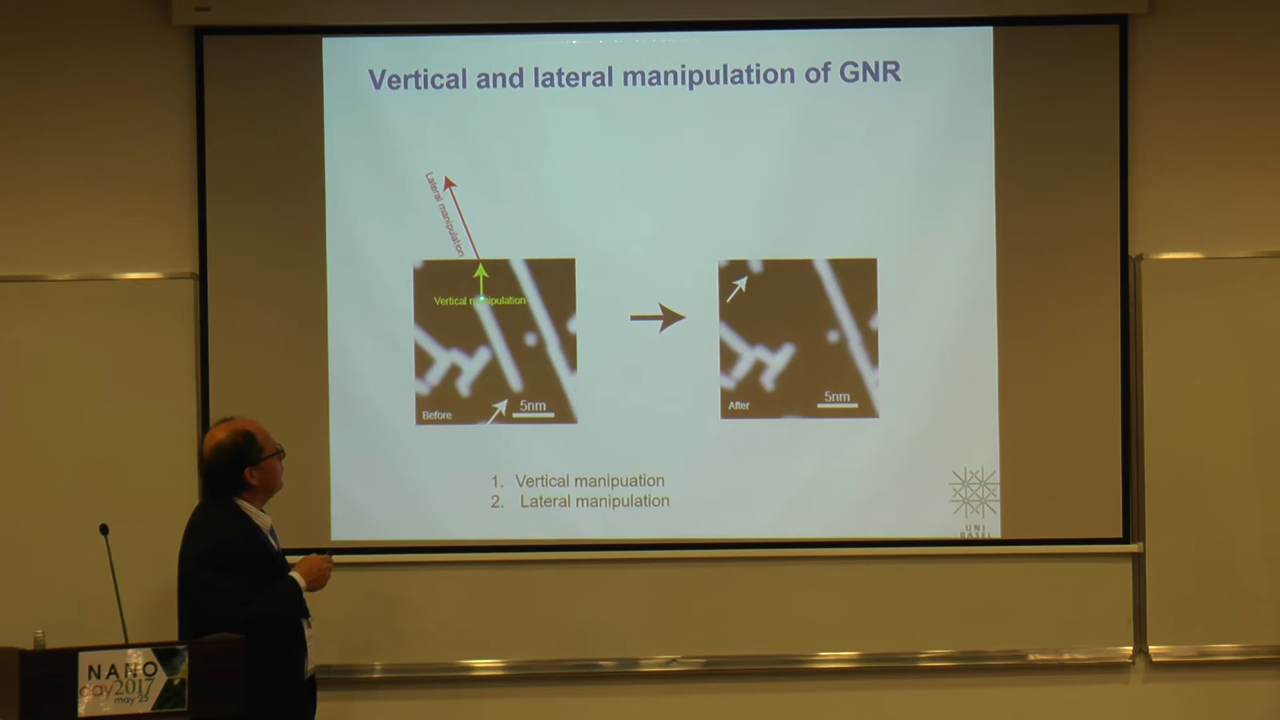 Vertical and lateral manipulation of GNR
Lateral manipulation
Vertical manipulation
Before
5nm
After
5nm
1. Vertical manipuation
2. Lateral manipulation
UNI
BASEL
NANO
day2017
may 25